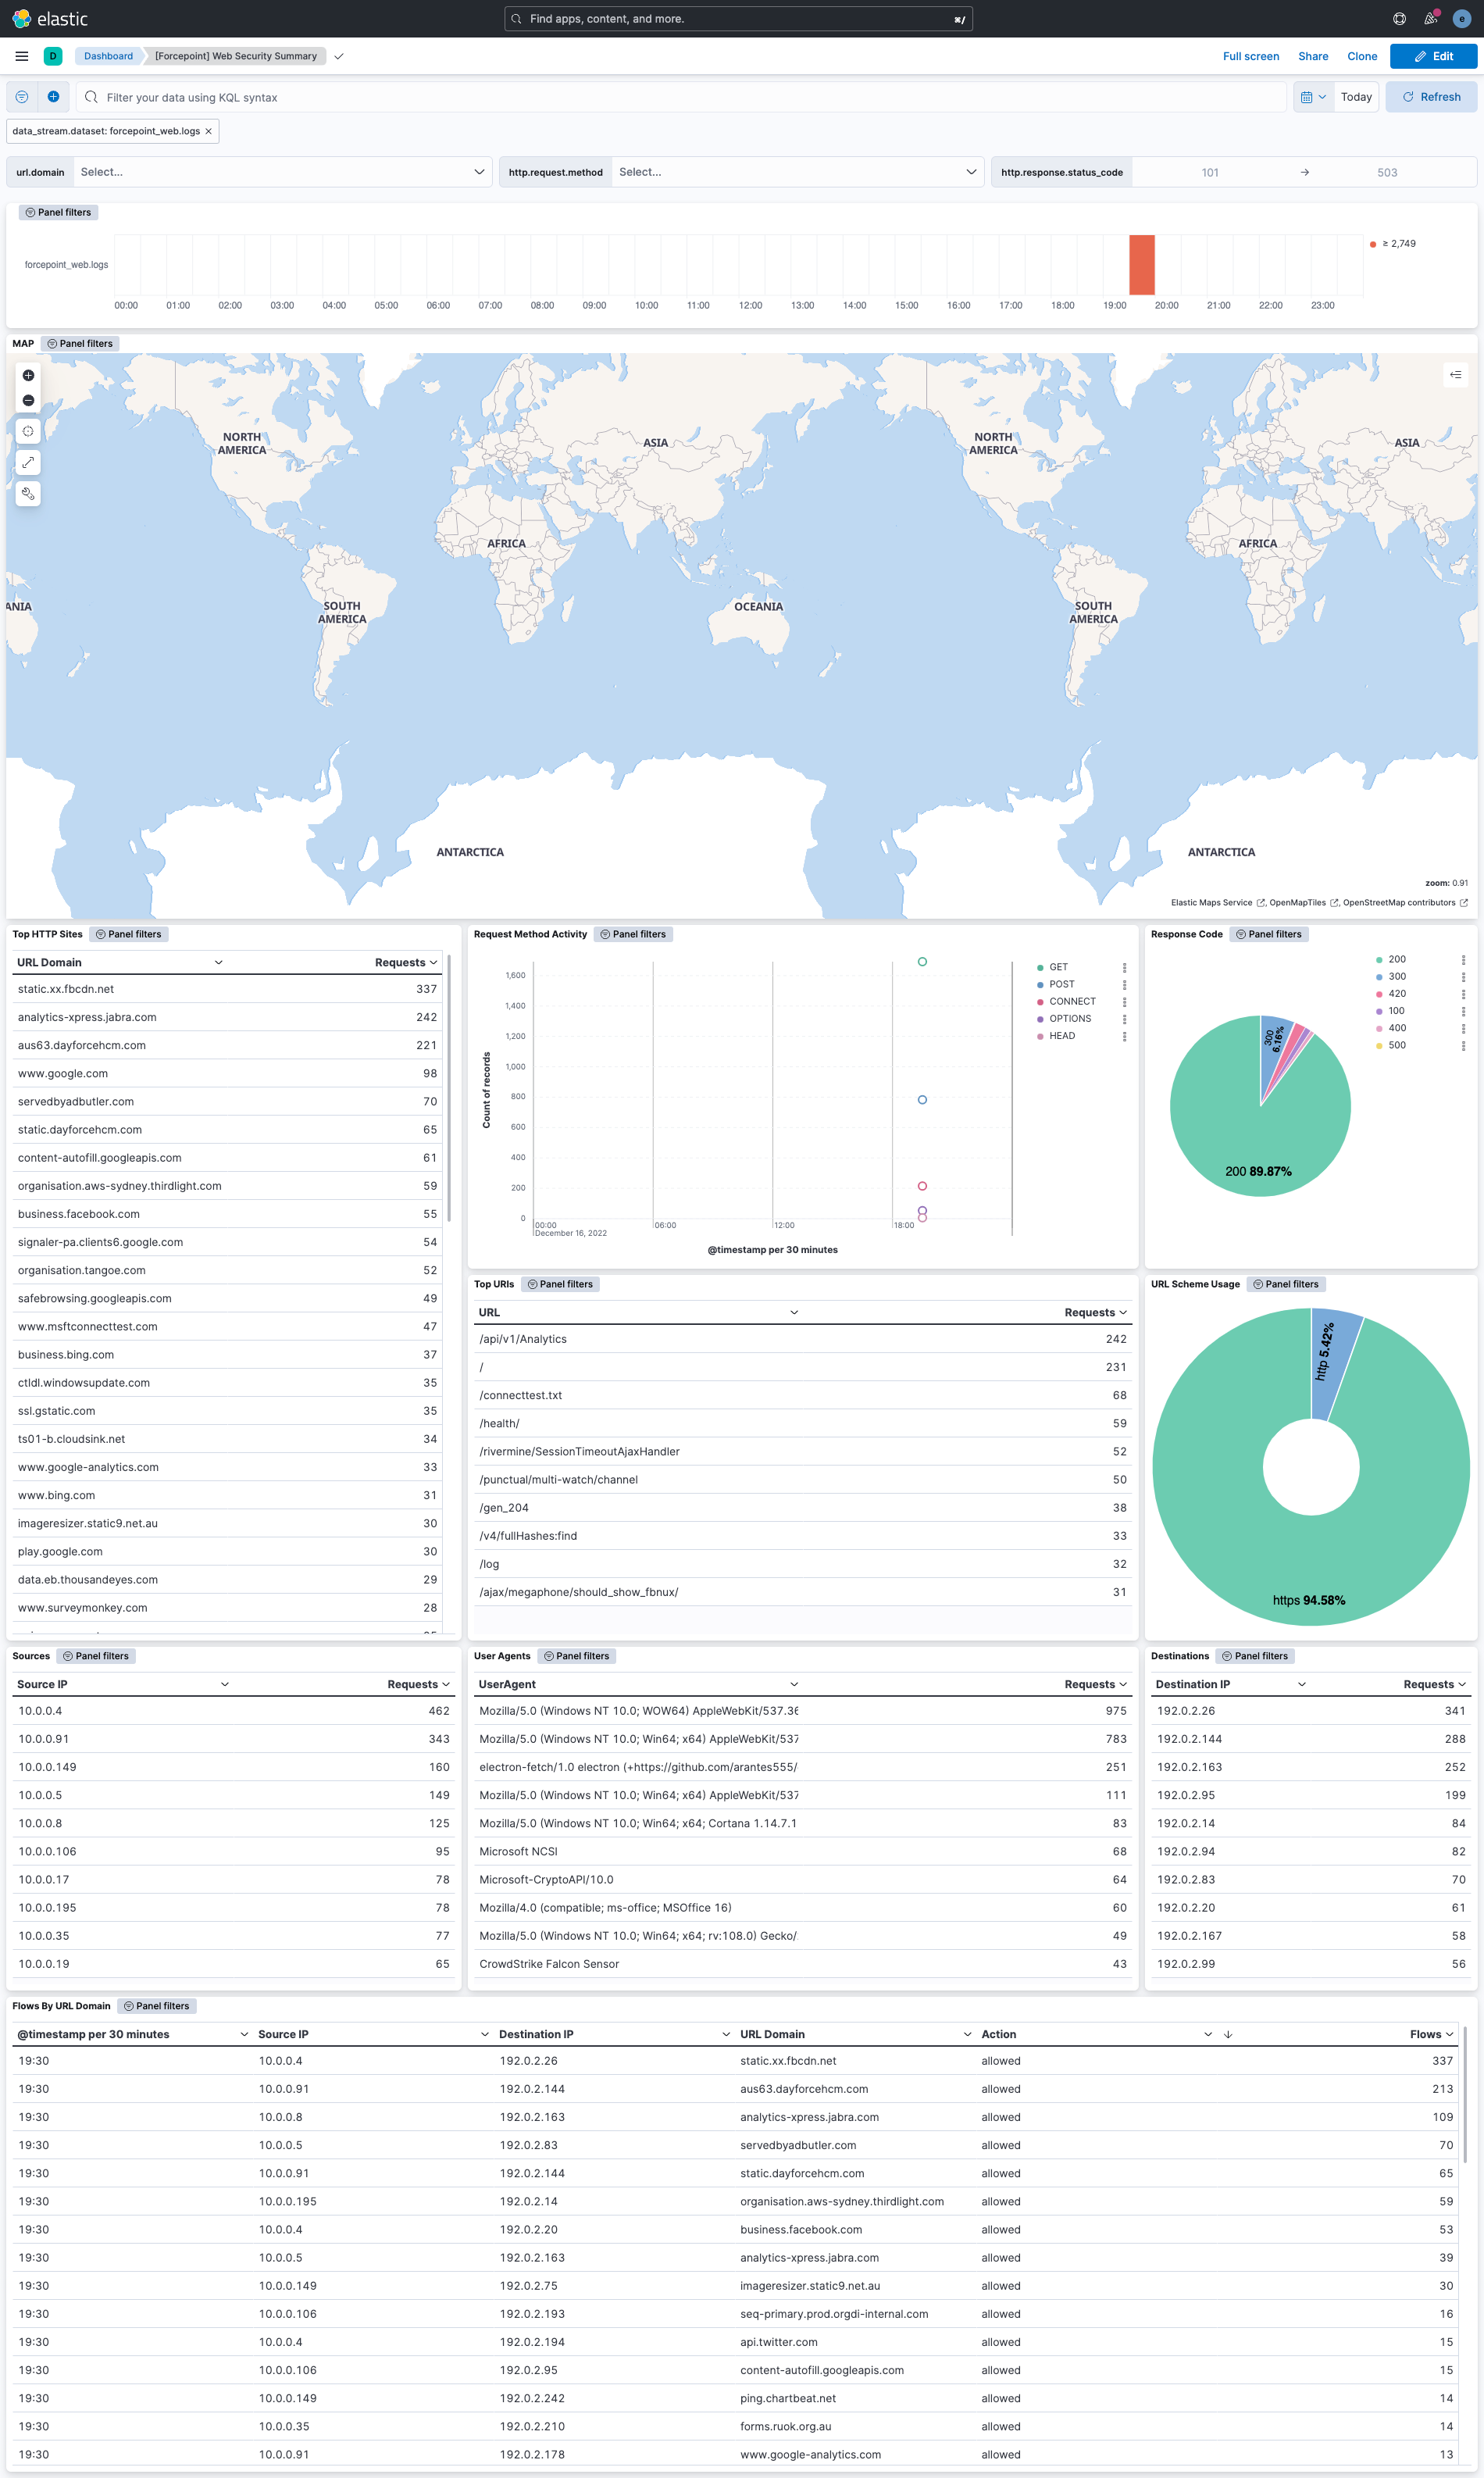 elastic
Find apps, content, and more.
⌘/
e
D
Dashboard
[Forcepoint] Web Security Summary
Full screen
Share
Clone
Edit
Filter your data using KQL syntax
Today
Refresh
data_stream.dataset: forcepoint_web.logs ×
url.domain
Select...
http.request.method
Select...
http.response.status_code
101
→
503
Panel filters
forcepoint_web.logs
≥ 2,749
00:00 01:00 02:00 03:00 04:00 05:00 06:00 07:00 08:00 09:00 10:00 11:00 12:00 13:00 14:00 15:00 16:00 17:00 18:00 19:00 20:00 21:00 22:00 23:00
MAP Panel filters
NORTH AMERICA
ASIA
NORTH AMERICA
ASIA
AFRICA
AFRICA
ANIA
SOUTH AMERICA
OCEANIA
SOUTH AMERICA
ANTARCTICA
ANTARCTICA
zoom: 0.91
Elastic Maps Service , OpenMapTiles , OpenStreetMap contributors
Top HTTP Sites Panel filters
URL Domain Requests
static.xx.fbcdn.net 337
analytics-xpress.jabra.com 242
aus63.dayforcehcm.com 221
www.google.com 98
servedbyadbutler.com 70
static.dayforcehcm.com 65
content-autofill.googleapis.com 61
organisation.aws-sydney.thirdlight.com 59
business.facebook.com 55
signaler-pa.clients6.google.com 54
organisation.tangoe.com 52
safebrowsing.googleapis.com 49
www.msftconnecttest.com 47
business.bing.com 37
ctldl.windowsupdate.com 35
ssl.gstatic.com 35
ts01-b.cloudsink.net 34
www.google-analytics.com 33
www.bing.com 31
imageresizer.static9.net.au 30
play.google.com 30
data.eb.thousandeyes.com 29
www.surveymonkey.com 28
Request Method Activity Panel filters
Count of records
1,600
1,400
1,200
1,000
800
600
400
200
0
00:00 06:00 12:00 18:00
December 16, 2022
@timestamp per 30 minutes
GET
POST
CONNECT
OPTIONS
HEAD
Response Code Panel filters
200
300
420
100
400
500
300 6.16%
200 89.87%
Top URIs Panel filters
URL Requests
/api/v1/Analytics 242
/ 231
/connecttest.txt 68
/health/ 59
/rivermine/SessionTimeoutAjaxHandler 52
/punctual/multi-watch/channel 50
/gen_204 38
/v4/fullHashes:find 33
/log 32
/ajax/megaphone/should_show_fbnux/ 31
URL Scheme Usage Panel filters
http 5.42%
https 94.58%
Sources Panel filters
Source IP Requests
10.0.0.4 462
10.0.0.91 343
10.0.0.149 160
10.0.0.5 149
10.0.0.8 125
10.0.0.106 95
10.0.0.17 78
10.0.0.195 78
10.0.0.35 77
10.0.0.19 65
User Agents Panel filters
UserAgent Requests
Mozilla/5.0 (Windows NT 10.0; WOW64) AppleWebKit/537.36 975
Mozilla/5.0 (Windows NT 10.0; Win64; x64) AppleWebKit/537 783
electron-fetch/1.0 electron (+https://github.com/arantes555/ 251
Mozilla/5.0 (Windows NT 10.0; Win64; x64) AppleWebKit/537 111
Mozilla/5.0 (Windows NT 10.0; Win64; x64; Cortana 1.14.7.1 83
Microsoft NCSI 68
Microsoft-CryptoAPI/10.0 64
Mozilla/4.0 (compatible; ms-office; MSOffice 16) 60
Mozilla/5.0 (Windows NT 10.0; Win64; x64; rv:108.0) Gecko/ 49
CrowdStrike Falcon Sensor 43
Destinations Panel filters
Destination IP Requests
192.0.2.26 341
192.0.2.144 288
192.0.2.163 252
192.0.2.95 199
192.0.2.14 84
192.0.2.94 82
192.0.2.83 70
192.0.2.20 61
192.0.2.167 58
192.0.2.99 56
Flows By URL Domain Panel filters
@timestamp per 30 minutes Source IP Destination IP URL Domain Action ↓ Flows
19:30 10.0.0.4 192.0.2.26 static.xx.fbcdn.net allowed 337
19:30 10.0.0.91 192.0.2.144 aus63.dayforcehcm.com allowed 213
19:30 10.0.0.8 192.0.2.163 analytics-xpress.jabra.com allowed 109
19:30 10.0.0.5 192.0.2.83 servedbyadbutler.com allowed 70
19:30 10.0.0.91 192.0.2.144 static.dayforcehcm.com allowed 65
19:30 10.0.0.195 192.0.2.14 organisation.aws-sydney.thirdlight.com allowed 59
19:30 10.0.0.4 192.0.2.20 business.facebook.com allowed 53
19:30 10.0.0.5 192.0.2.163 analytics-xpress.jabra.com allowed 39
19:30 10.0.0.149 192.0.2.75 imageresizer.static9.net.au allowed 30
19:30 10.0.0.106 192.0.2.193 seq-primary.prod.orgdi-internal.com allowed 16
19:30 10.0.0.4 192.0.2.194 api.twitter.com allowed 15
19:30 10.0.0.106 192.0.2.95 content-autofill.googleapis.com allowed 15
19:30 10.0.0.149 192.0.2.242 ping.chartbeat.net allowed 14
19:30 10.0.0.35 192.0.2.210 forms.ruok.org.au allowed 14
19:30 10.0.0.91 192.0.2.178 www.google-analytics.com allowed 13